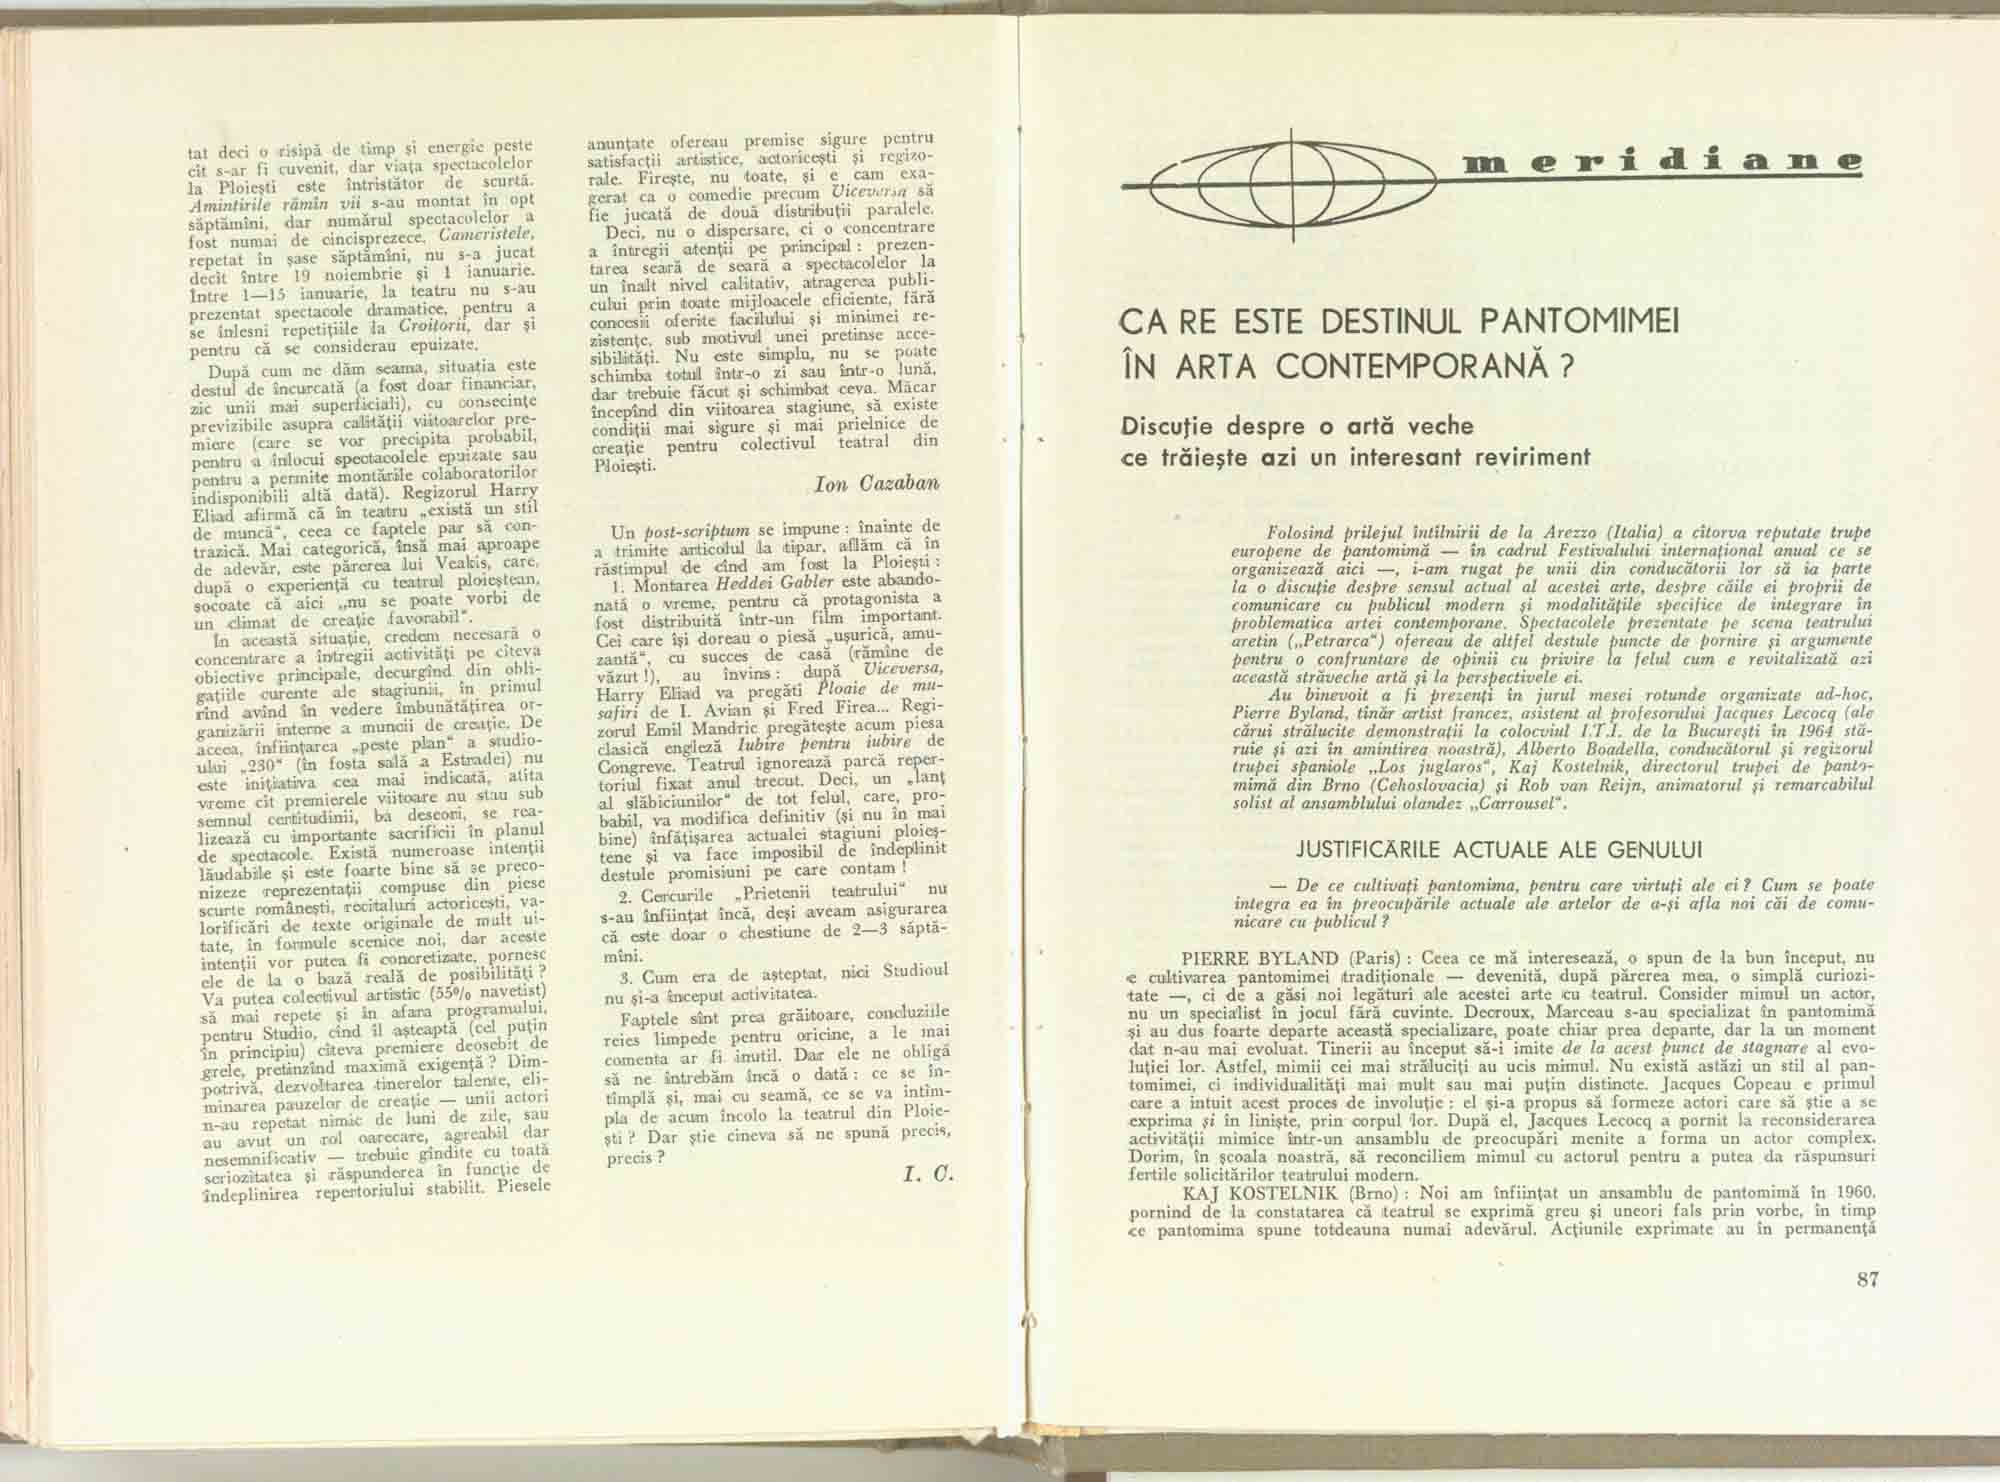 tat deci o risipă de timp și energie peste
cît s-ar fi cuvenit, dar viața spectacolelor
la Ploiești este întristător de scurtă.
Amintirile rămîn vii s-au montat în opt
săptămîni, dar numărul spectacolelor a
fost numai de cincisprezece. Cameristele,
repetat în șase săptămîni, nu s-a jucat
decît între 19 noiembrie și 1 ianuarie.
Între 1—15 ianuarie, la teatru nu s-au
prezentat spectacole dramatice, pentru a
se înlesni repetițiile la Croitorii, dar și
pentru că se considerau epuizate.
După cum ne dăm seama, situația este
destul de încurcată (a fost doar financiar,
zic unii mai superficiali), cu consecințe
previzibile asupra calității viitoarelor pre-
miere (care se vor precipita probabil,
pentru a înlocui spectacolele epuizate sau
pentru a permite montările colaboratorilor
indisponibili altă dată). Regizorul Harry
Eliad afirmă că în teatru „există un stil
de muncă“, ceea ce faptele par să con-
trazică. Mai categorică, însă mai aproape
de adevăr, este părerea lui Veakis, care,
după o experiență cu teatrul ploieștean,
socoate că aici „nu se poate vorbi de
un climat de creație favorabil“.
În această situație, credem necesară o
concentrare a întregii activități pe cîteva
obiective principale, decurgînd din obli-
gațiile curente ale stagiunii, în primul
rînd avînd în vedere îmbunătățirea or-
ganizării interne a muncii de creație. De
aceea, înființarea „peste plan“ a studio-
ului „230“ (în fosta sală a Estradei) nu
este inițiativa cea mai indicată, atîta
vreme cît premierele viitoare nu stau sub
semnul certitudinii, ba deseori, se rea-
lizează cu importante sacrificii în planul
de spectacole. Există numeroase intenții
lăudabile și este foarte bine să se preco-
nizeze reprezentații compuse din piese
scurte românești, recitaluri actoricești, va-
lorificări de texte originale de mult ui-
tate, în formule scenice noi, dar aceste
intenții vor putea fi concretizate, pornesc
ele de la o bază reală de posibilități ?
Va putea colectivul artistic (55% navetist)
să mai repete și în afara programului,
pentru Studio, cînd îl așteaptă (cel puțin
în principiu) cîteva premiere deosebit de
grele, pretinzînd maximă exigență ? Dim-
potrivă, dezvoltarea tinerelor talente, eli-
minarea pauzelor de creație — unii actori
n-au repetat nimic de luni de zile, sau
au avut un rol oarecare, agreabil dar
nesemnificativ — trebuie gîndite cu toată
seriozitatea și răspunderea în funcție de
îndeplinirea repertoriului stabilit. Piesele
anunțate ofereau premise sigure pentru
satisfacții artistice, actoricești și regizo-
rale. Firește, nu toate, și e cam exa-
gerat ca o comedie precum Viceversa să
fie jucată de două distribuții paralele.
Deci, nu o dispersare, ci o concentrare
a întregii atenții pe principal : prezen-
tarea seară de seară a spectacolelor la
un înalt nivel calitativ, atragerea publi-
cului prin toate mijloacele eficiente, fără
concesii oferite facilului și minimei re-
zistențe, sub motivul unei pretinse acce-
sibilități. Nu este simplu, nu se poate
schimba totul într-o zi sau într-o lună,
dar trebuie făcut și schimbat ceva. Măcar
începînd din viitoarea stagiune, să existe
condiții mai sigure și mai prielnice de
creație pentru colectivul teatral din
Ploiești.
Ion Cazaban
Un post-scriptum se impune : înainte de
a trimite articolul la tipar, aflăm că în
răstimpul de cînd am fost la Ploiești :
1. Montarea Heddei Gabler este abando-
nată o vreme, pentru că protagonista a
fost distribuită într-un film important.
Cei care își doreau o piesă „ușurică, amu-
zantă“, cu succes de casă (rămîne de
văzut !), au învins : după Viceversa,
Harry Eliad va pregăti Ploaie de mu-
safiri de I. Avian și Fred Firea... Regi-
zorul Emil Mandric pregătește acum piesa
clasică engleză Iubire pentru iubire de
Congreve. Teatrul ignorează parcă reper-
toriul fixat anul trecut. Deci, un „lanț
al slăbiciunilor“ de tot felul, care, pro-
babil, va modifica definitiv (și nu în mai
bine) înfățișarea actualei stagiuni ploieș-
tene și va face imposibil de îndeplinit
destule promisiuni pe care contam !
2. Cercurile „Prietenii teatrului“ nu
s-au înființat încă, deși aveam asigurarea
că este doar o chestiune de 2—3 săptă-
mîni.
3. Cum era de așteptat, nici Studioul
nu și-a început activitatea.
Faptele sînt prea grăitoare, concluziile
reies limpede pentru oricine, a le mai
comenta ar fi inutil. Dar ele ne obligă
să ne întrebăm încă o dată : ce se în-
tîmplă și, mai cu seamă, ce se va întîm-
pla de acum încolo la teatrul din Ploie-
ști ? Dar știe cineva să ne spună precis,
precis ?
I. C.
meridiane
CARE ESTE DESTINUL PANTOMIMEI
ÎN ARTA CONTEMPORANĂ ?
Discuție despre o artă veche
ce trăiește azi un interesant reviriment
Folosind prilejul întîlnirii de la Arezzo (Italia) a cîtorva reputate trupe
europene de pantomimă — în cadrul Festivalului internațional anual ce se
organizează aici —, i-am rugat pe unii din conducătorii lor să ia parte
la o discuție despre sensul actual al acestei arte, despre căile ei proprii de
comunicare cu publicul modern și modalitățile specifice de integrare în
problematica artei contemporane. Spectacolele prezentate pe scena teatrului
aretin („Petrarca“) ofereau de altfel destule puncte de pornire și argumente
pentru o confruntare de opinii cu privire la felul cum e revitalizată azi
această străveche artă și la perspectivele ei.
Au binevoit a fi prezenți în jurul mesei rotunde organizate ad-hoc,
Pierre Byland, tînăr artist francez, asistent al profesorului Jacques Lecocq (ale
cărui strălucite demonstrații la colocviul I.T.I. de la București în 1964 stă-
ruie și azi în amintirea noastră), Alberto Boadella, conducătorul și regizorul
trupei spaniole „Los juglaros“, Kaj Kostelnik, directorul trupei de panto-
mimă din Brno (Cehoslovacia) și Rob van Reijn, animatorul și remarcabilul
solist al ansamblului olandez „Carrousel“.
JUSTIFICĂRILE ACTUALE ALE GENULUI
— De ce cultivați pantomima, pentru care virtuți ale ei ? Cum se poate
integra ea în preocupările actuale ale artelor de a-și afla noi căi de comu-
nicare cu publicul ?
PIERRE BYLAND (Paris) : Ceea ce mă interesează, o spun de la bun început, nu
e cultivarea pantomimei tradiționale — devenită, după părerea mea, o simplă curiozi-
tate —, ci de a găsi noi legături ale acestei arte cu teatrul. Consider mimul un actor,
nu un specialist în jocul fără cuvinte. Decroux, Marceau s-au specializat în pantomimă
și au dus foarte departe această specializare, poate chiar prea departe, dar la un moment
dat n-au mai evoluat. Tinerii au început să-i imite de la acest punct de stagnare al evo-
luției lor. Astfel, mimii cei mai străluciți au ucis mimul. Nu există astăzi un stil al pan-
tomimei, ci individualități mai mult sau mai puțin distincte. Jacques Copeau e primul
care a intuit acest proces de involuție : el și-a propus să formeze actori care să știe a se
exprima și în liniște, prin corpul lor. După el, Jacques Lecocq a pornit la reconsiderarea
activității mimice într-un ansamblu de preocupări menite a forma un actor complex.
Dorim, în școala noastră, să reconciliem mimul cu actorul pentru a putea da răspunsuri
fertile solicitărilor teatrului modern.
KAJ KOSTELNIK (Brno) : Noi am înființat un ansamblu de pantomimă în 1960,
pornind de la constatarea că teatrul se exprimă greu și uneori fals prin vorbe, în timp
ce pantomima spune totdeauna numai adevărul. Acțiunile exprimate au în permanență
87